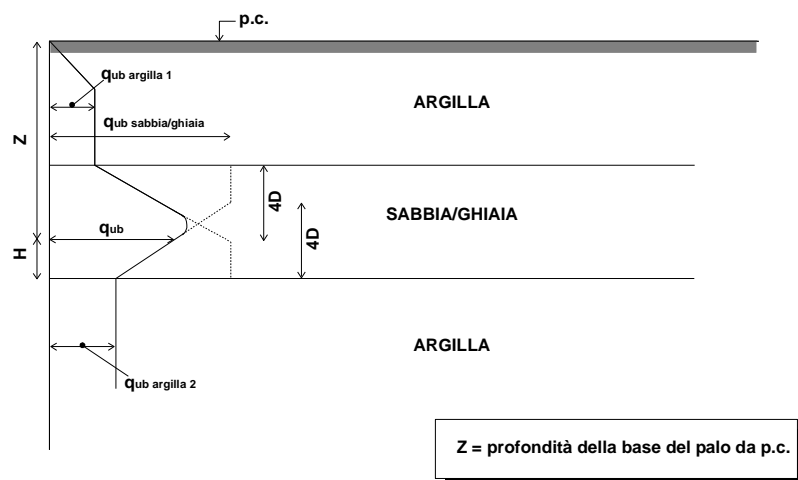 p.c.
qub argilla 1
ARGILLA
qub sabbia/ghiaia
Z
4D
SABBIA/GHIAIA
qub
4D
H
ARGILLA
qub argilla 2
Z = profondità della base del palo da p.c.